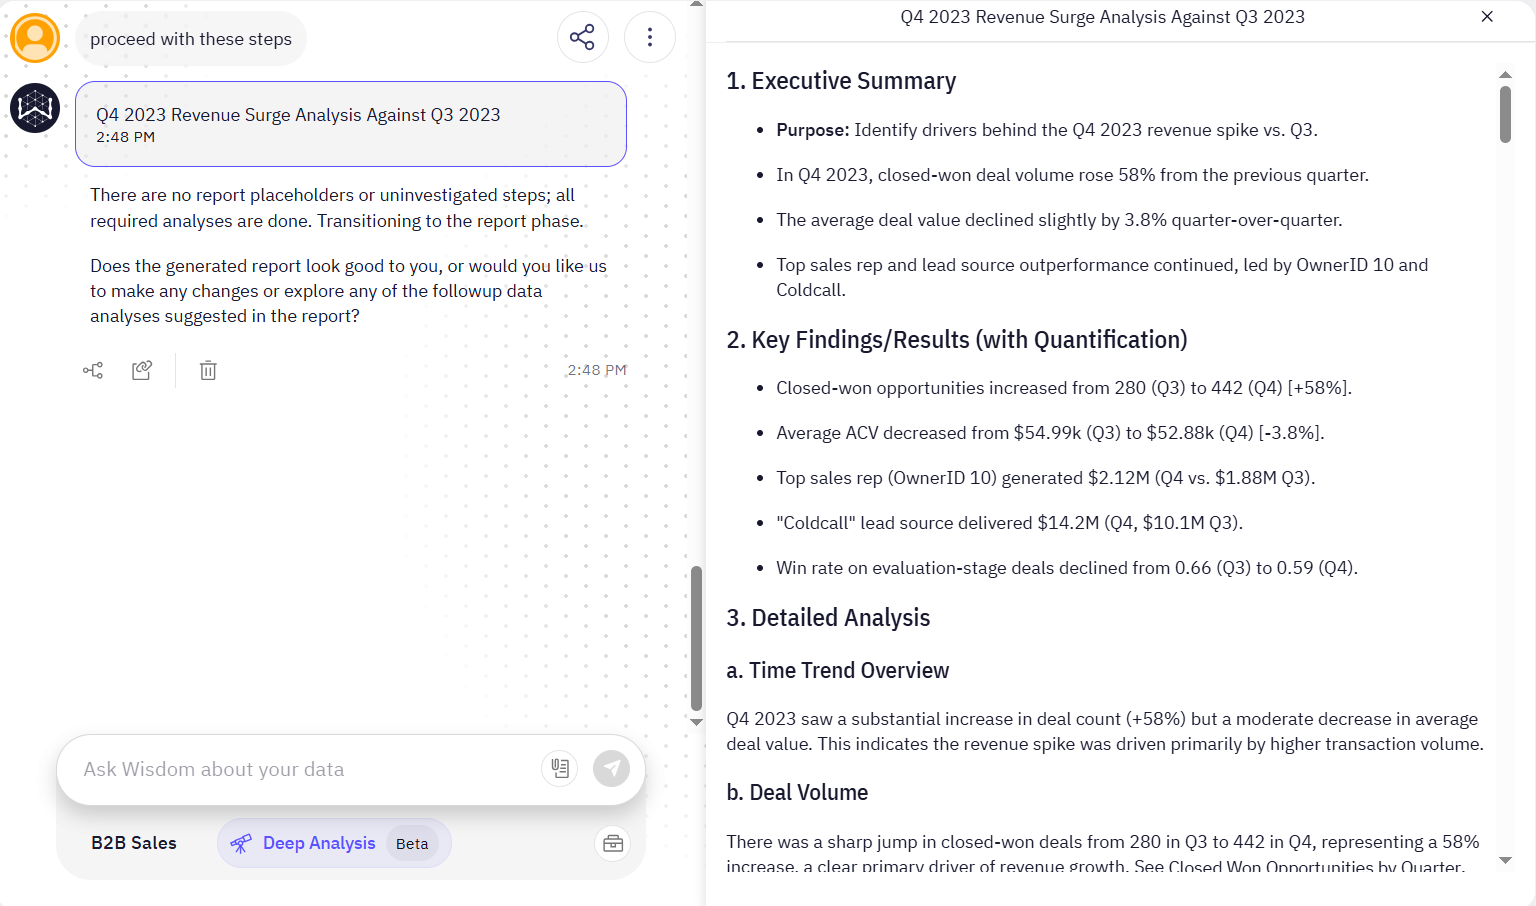 proceed with these steps
Q4 2023 Revenue Surge Analysis Against Q3 2023
2:48 PM
There are no report placeholders or uninvestigated steps; all
required analyses are done. Transitioning to the report phase.
Does the generated report look good to you, or would you like us
to make any changes or explore any of the followup data
analyses suggested in the report?
2:48 PM
Ask Wisdom about your data
B2B Sales
Deep Analysis
Beta
Q4 2023 Revenue Surge Analysis Against Q3 2023
1. Executive Summary
• Purpose: Identify drivers behind the Q4 2023 revenue spike vs. Q3.
• In Q4 2023, closed-won deal volume rose 58% from the previous quarter.
• The average deal value declined slightly by 3.8% quarter-over-quarter.
• Top sales rep and lead source outperformance continued, led by OwnerID 10 and
Coldcall.
2. Key Findings/Results (with Quantification)
• Closed-won opportunities increased from 280 (Q3) to 442 (Q4) [+58%].
• Average ACV decreased from $54.99k (Q3) to $52.88k (Q4) [-3.8%].
• Top sales rep (OwnerID 10) generated $2.12M (Q4 vs. $1.88M Q3).
• "Coldcall" lead source delivered $14.2M (Q4, $10.1M Q3).
• Win rate on evaluation-stage deals declined from 0.66 (Q3) to 0.59 (Q4).
3. Detailed Analysis
a. Time Trend Overview
Q4 2023 saw a substantial increase in deal count (+58%) but a moderate decrease in average
deal value. This indicates the revenue spike was driven primarily by higher transaction volume.
b. Deal Volume
There was a sharp jump in closed-won deals from 280 in Q3 to 442 in Q4, representing a 58%
increase, a clear primary driver of revenue growth. See Closed Won Opportunities by Quarter.